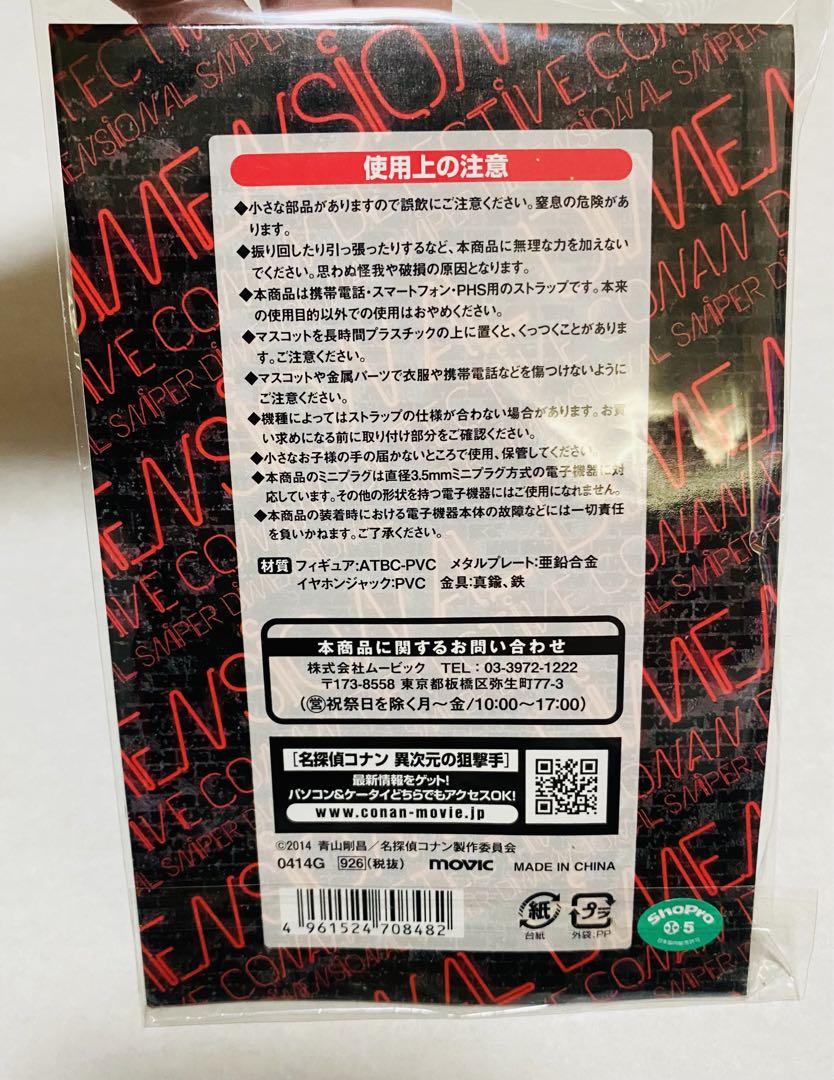 使用上の注意
◆小さな部品がありますので誤飲にご注意ください。窒息の危険があ
ります。
◆振り回したり引っ張ったりするなど、本商品に無理な力を加えない
でください。思わぬ怪我や破損の原因となります。
◆本商品は携帯電話・スマートフォン・PHS用のストラップです。本来
の使用目的以外での使用はおやめください。
◆マスコットを長時間プラスチックの上に置くと、くっつくことがありま
す。ご注意ください。
◆マスコットや金属パーツで衣服や携帯電話などを傷つけないように
ご注意ください。
◆機種によってはストラップの仕様が合わない場合があります。お買
い求めになる前に取り付け部分をご確認ください。
◆小さなお子様の手の届かないところで使用、保管してください。
◆本商品のミニプラグは直径3.5mmミニプラグ方式の電子機器に対
応しています。その他の形状を持つ電子機器にはご使用になれません。
◆本商品の装着時における電子機器本体の故障などには一切責任
を負いかねます。ご了承ください。
材質 フィギュア:ATBC-PVC メタルプレート:亜鉛合金
イヤホンジャック:PVC 金具:真鍮、鉄
本商品に関するお問い合わせ
株式会社ムービック TEL:03-3972-1222
〒173-8558 東京都板橋区弥生町77-3
(営祝祭日を除く月〜金/10:00〜17:00)
[名探偵コナン 異次元の狙撃手]
最新情報をゲット!
パソコン&ケータイどちらでもアクセスOK!
www.conan-movie.jp
©2014 青山剛昌/名探偵コナン製作委員会
0414G 926(税抜) movic MADE IN CHINA
4 961524 708482
紙
台紙
プラ
外袋:PP
ShoPro
5
日本国内販売許可